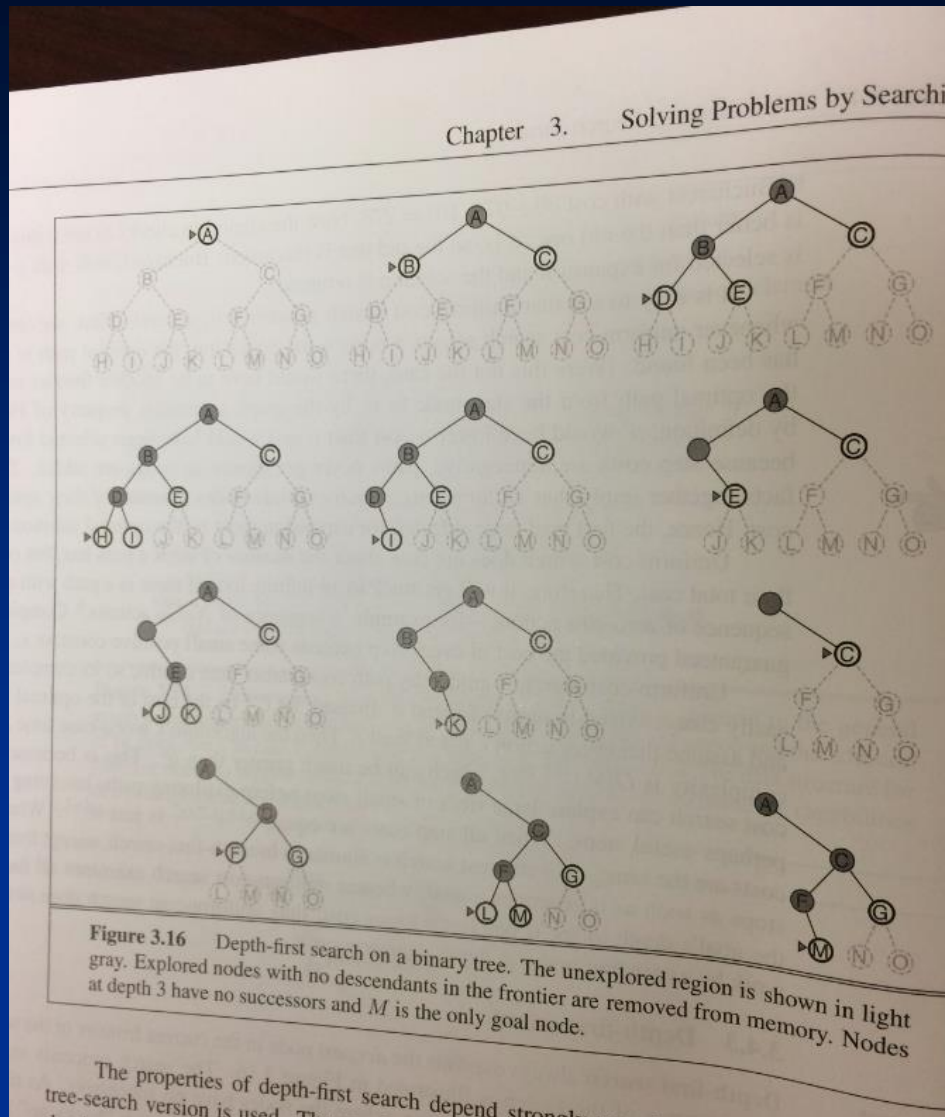 Chapter 3. Solving Problems by Searchi
A A A
B C B C B C
D E F G D E F G D E F G
H I J K L M N O H I J K L M N O H I J K L M N O
A A A
B C B C C
D E F G D E F G E F G
H I J K L M N O I J K L M N O J K L M N O
A A
C B C C
E F G F G F G
J K L M N O K L M N O L M N O
A A A
C C
F G F G F G
L M N O L M N O M N O
Figure 3.16 Depth-first search on a binary tree. The unexplored region is shown in light
gray. Explored nodes with no descendants in the frontier are removed from memory. Nodes
at depth 3 have no successors and M is the only goal node.
The properties of depth-first search depend strongl
tree-search version is used. Th